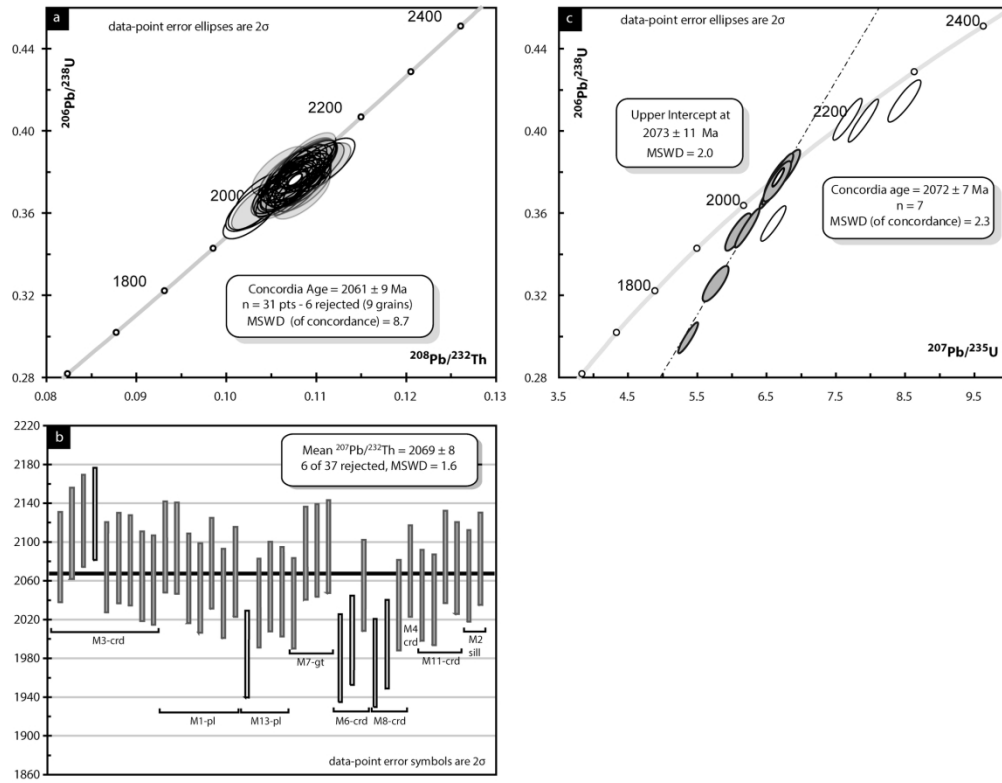 a
data-point error ellipses are 2σ
2400
0.44
206Pb/238U
2200
0.40
2000
0.36
1800
0.32
Concordia Age = 2061 ± 9 Ma
n = 31 pts - 6 rejected (9 grains)
MSWD (of concordance) = 8.7
208Pb/232Th
0.28
0.08 0.09 0.10 0.11 0.12 0.13
c
data-point error ellipses are 2σ
2400
0.44
206Pb/238U
2200
Upper Intercept at
2073 ± 11 Ma
MSWD = 2.0
0.40
2000
Concordia age = 2072 ± 7 Ma
n = 7
MSWD (of concordance) = 2.3
0.36
1800
0.32
207Pb/235U
0.28
3.5 4.5 5.5 6.5 7.5 8.5 9.5
b
2220
2180
2140
2100
2060
2020
1980
1940
1900
1860
Mean 207Pb/232Th = 2069 ± 8
6 of 37 rejected, MSWD = 1.6
M3-crd
M1-pl
M13-pl
M7-gt
M6-crd
M8-crd
M4
crd
M11-crd
M2
sill
data-point error symbols are 2σ